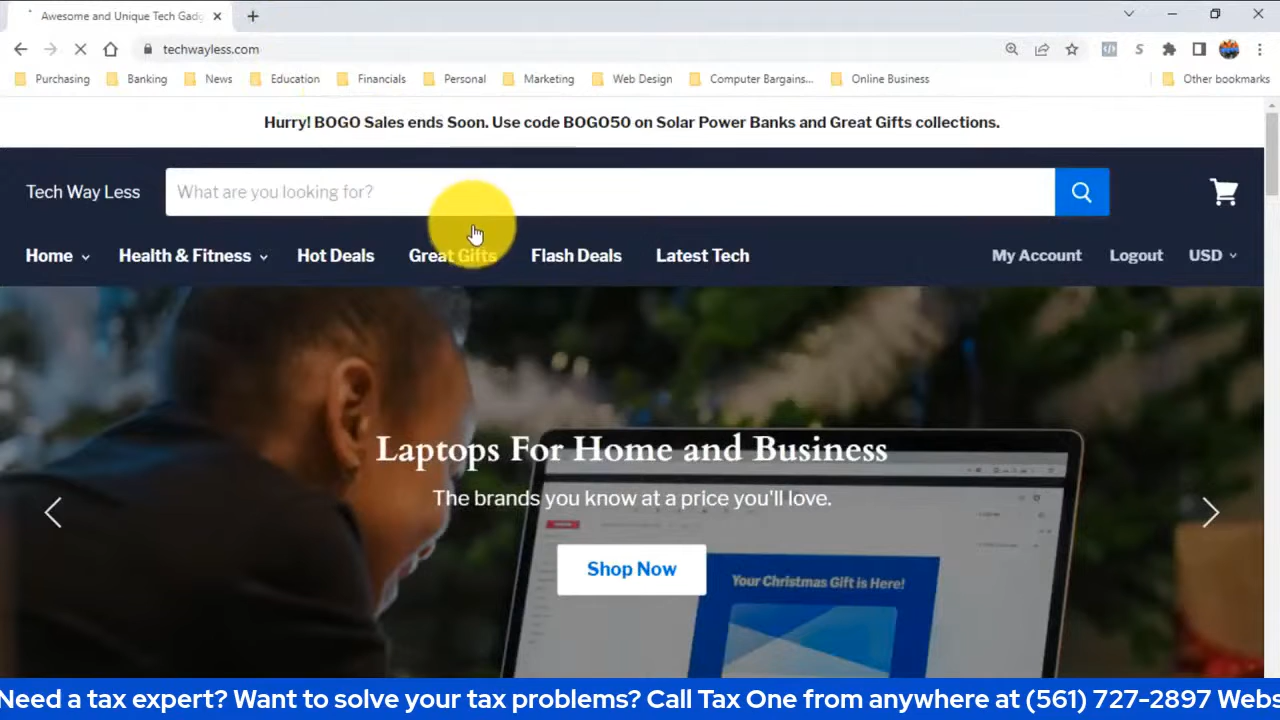 Awesome and Unique Tech Gadg
techwayless.com
Purchasing Banking News Education Financials Personal Marketing Web Design Computer Bargains... Online Business Other bookmarks
Hurry! BOGO Sales ends Soon. Use code BOGO50 on Solar Power Banks and Great Gifts collections.
Tech Way Less What are you looking for?
Home Health & Fitness Hot Deals Great Gifts Flash Deals Latest Tech My Account Logout USD
Laptops For Home and Business
The brands you know at a price you'll love.
Shop Now
Your Christmas Gift is Here!
Need a tax expert? Want to solve your tax problems? Call Tax One from anywhere at (561) 727-2897 Webs